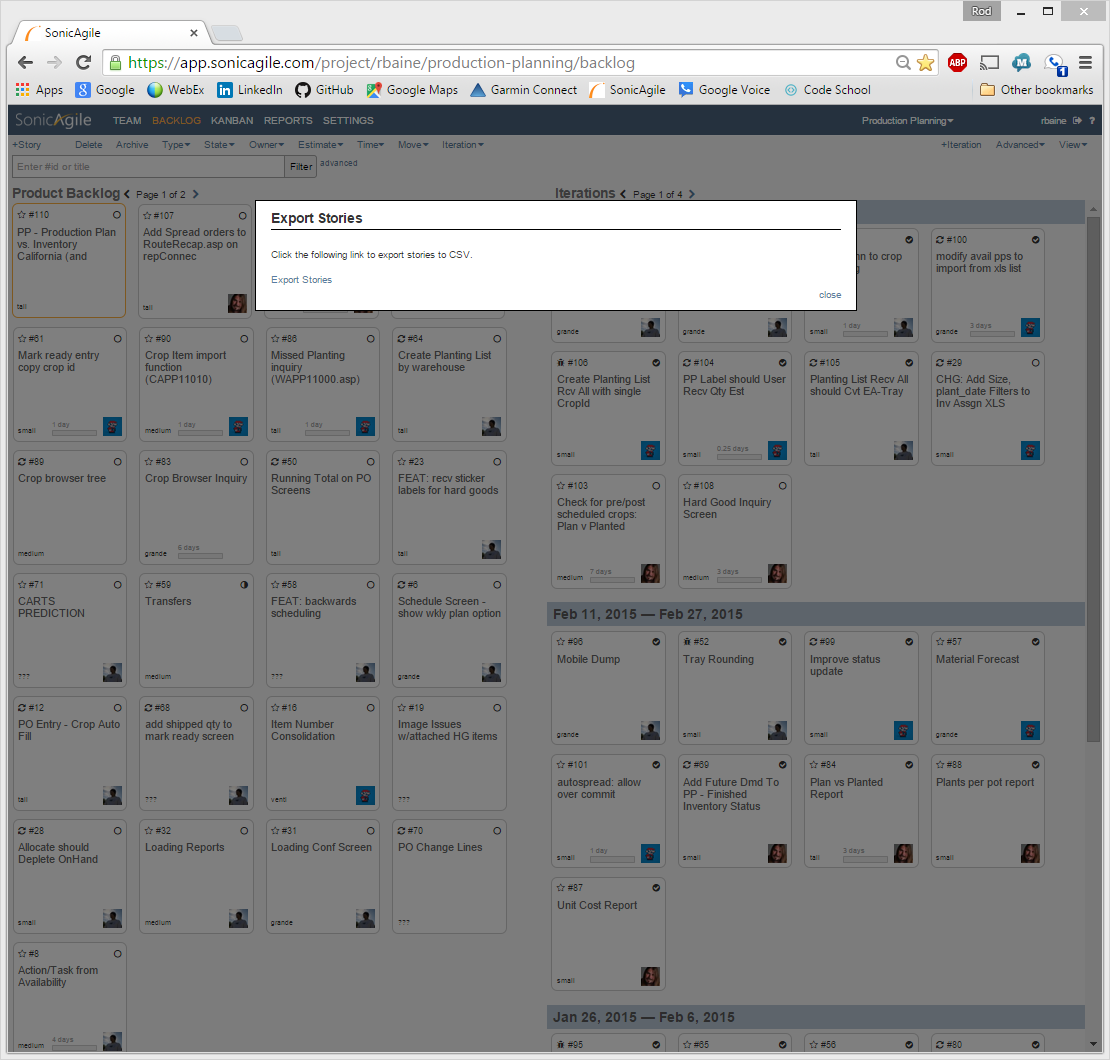 Rod
SonicAgile
https://app.sonicagile.com/project/rbaine/production-planning/backlog
ABP
M
1
Apps
Google
WebEx
LinkedIn
GitHub
Google Maps
Garmin Connect
SonicAgile
Google Voice
Code School
Other bookmarks
SonicAgile
TEAM
BACKLOG
KANBAN
REPORTS
SETTINGS
Production Planning
rbaine
?
+Story
Delete
Archive
Type
State
Owner
Estimate
Time
Move
Iteration
+Iteration
Advanced
View
Enter #id or title
Filter
advanced
Product Backlog
Page 1 of 2
Iterations
Page 1 of 4
Export Stories
Click the following link to export stories to CSV.
Export Stories
close
#110
PP - Production Plan
vs. Inventory
California (and
tall
#107
Add Spread orders to
RouteRecap.asp on
repConnec
tall
#61
Mark ready entry
copy crop id
small
1 day
#90
Crop Item import
function
(CAPP11010)
medium
1 day
#86
Missed Planting
inquiry
(WAPP11000.asp)
tall
1 day
#64
Create Planting List
by warehouse
tall
#89
Crop browser tree
medium
#83
Crop Browser Inquiry
grande
6 days
#50
Running Total on PO
Screens
tall
#23
FEAT: recv sticker
labels for hard goods
tall
#71
CARTS
PREDICTION
???
#59
Transfers
medium
#58
FEAT: backwards
scheduling
???
#6
Schedule Screen -
show wkly plan option
grande
#12
PO Entry - Crop Auto
Fill
tall
#68
add shipped qty to
mark ready screen
???
#16
Item Number
Consolidation
venti
#19
Image Issues
w/attached HG items
???
#28
Allocate should
Deplete OnHand
small
#32
Loading Reports
medium
#31
Loading Conf Screen
grande
#70
PO Change Lines
???
#8
Action/Task from
Availability
medium
4 days
grande
grande
to crop
small
1 day
#100
modify avail pps to
import from xls list
grande
3 days
#106
Create Planting List
Rcv All with single
CropId
small
#104
PP Label should User
Recv Qty Est
small
0.25 days
#105
Planting List Recv All
should Cvt EA-Tray
tall
#29
CHG: Add Size,
plant_date Filters to
Inv Assgn XLS
small
#103
Check for pre/post
scheduled crops:
Plan v Planted
medium
7 days
#108
Hard Good Inquiry
Screen
medium
3 days
Feb 11, 2015 — Feb 27, 2015
#96
Mobile Dump
grande
#52
Tray Rounding
small
#99
Improve status
update
small
#57
Material Forecast
grande
#101
autospread: allow
over commit
small
1 day
#69
Add Future Dmd To
PP - Finished
Inventory Status
small
#84
Plan vs Planted
Report
tall
3 days
#88
Plants per pot report
small
#87
Unit Cost Report
small
Jan 26, 2015 — Feb 6, 2015
#95
#65
#56
#80